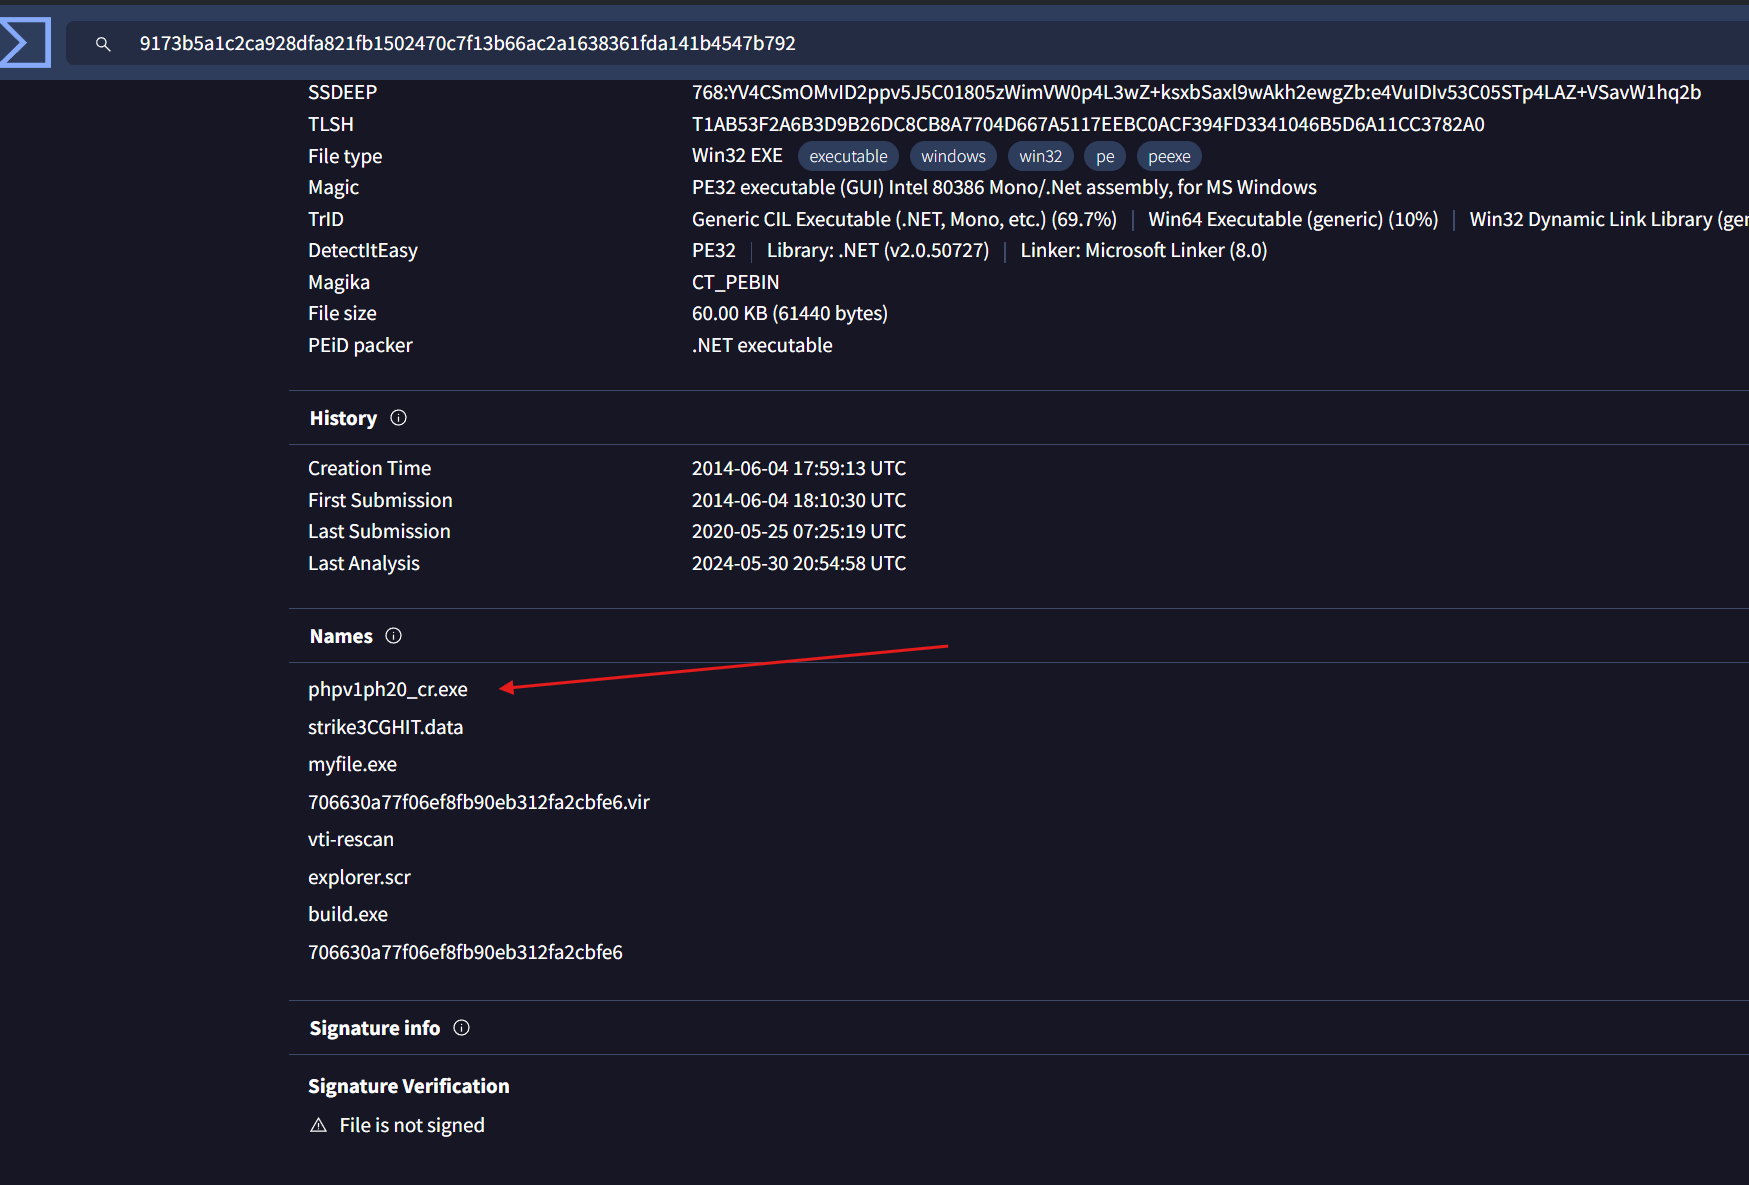 9173b5a1c2ca928dfa821fb1502470c7f13b66ac2a1638361fda141b4547b792
SSDEEP 768:YV4CSmOMvID2ppv5J5C01805zWimVW0p4L3wZ+ksxbSaxl9wAkh2ewgZb:e4VuIDIv53C05STp4LAZ+VSavW1hq2b
TLSH T1AB53F2A6B3D9B26DC8CB8A7704D667A5117EEBC0ACF394FD3341046B5D6A11CC3782A0
File type Win32 EXE executable windows win32 pe peexe
Magic PE32 executable (GUI) Intel 80386 Mono/.Net assembly, for MS Windows
TrID Generic CIL Executable (.NET, Mono, etc.) (69.7%) | Win64 Executable (generic) (10%) | Win32 Dynamic Link Library (ger
DetectItEasy PE32 | Library: .NET (v2.0.50727) | Linker: Microsoft Linker (8.0)
Magika CT_PEBIN
File size 60.00 KB (61440 bytes)
PEiD packer .NET executable
History
Creation Time 2014-06-04 17:59:13 UTC
First Submission 2014-06-04 18:10:30 UTC
Last Submission 2020-05-25 07:25:19 UTC
Last Analysis 2024-05-30 20:54:58 UTC
Names
phpv1ph20_cr.exe
strike3CGHIT.data
myfile.exe
706630a77f06ef8fb90eb312fa2cbfe6.vir
vti-rescan
explorer.scr
build.exe
706630a77f06ef8fb90eb312fa2cbfe6
Signature info
Signature Verification
File is not signed